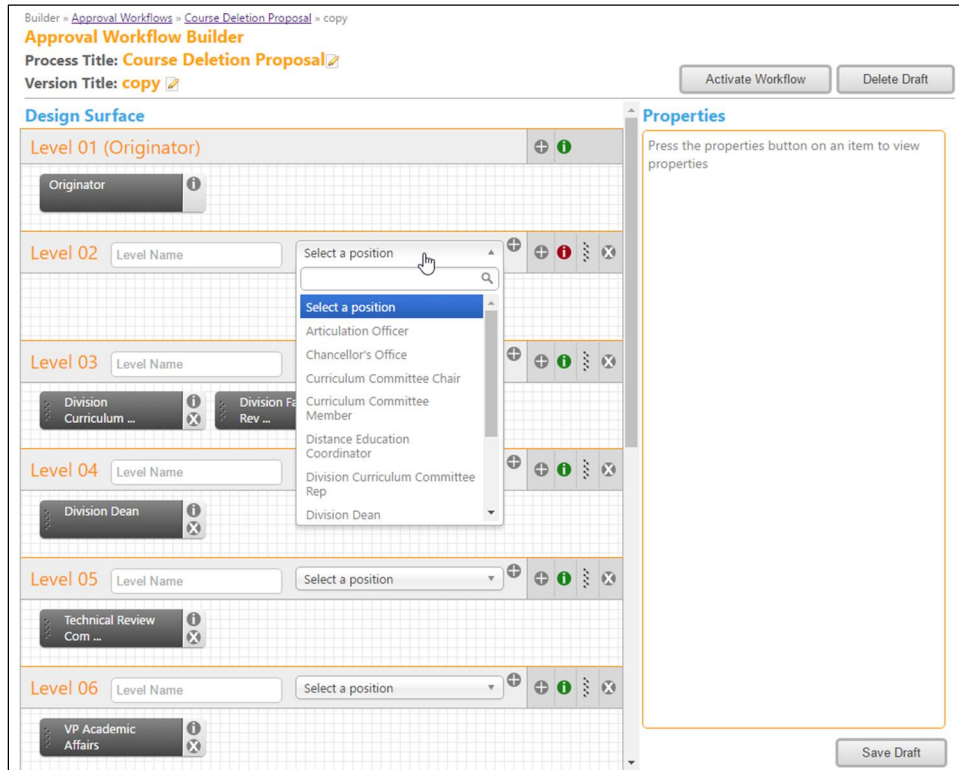 Builder » Approval Workflows » Course Deletion Proposal » copy
Approval Workflow Builder
Process Title: Course Deletion Proposal
Version Title: copy
Activate Workflow
Delete Draft
Design Surface
Properties
Level 01 (Originator)
Press the properties button on an item to view
properties
Originator
Level 02
Level Name
Select a position
Select a position
Articulation Officer
Chancellor's Office
Curriculum Committee Chair
Curriculum Committee
Member
Distance Education
Coordinator
Division Curriculum Committee
Rep
Division Dean
Level 03
Level Name
Division
Curriculum ...
Division Fa
Rev ...
Level 04
Level Name
Division Dean
Level 05
Level Name
Select a position
Technical Review
Com ...
Level 06
Level Name
Select a position
VP Academic
Affairs
Save Draft